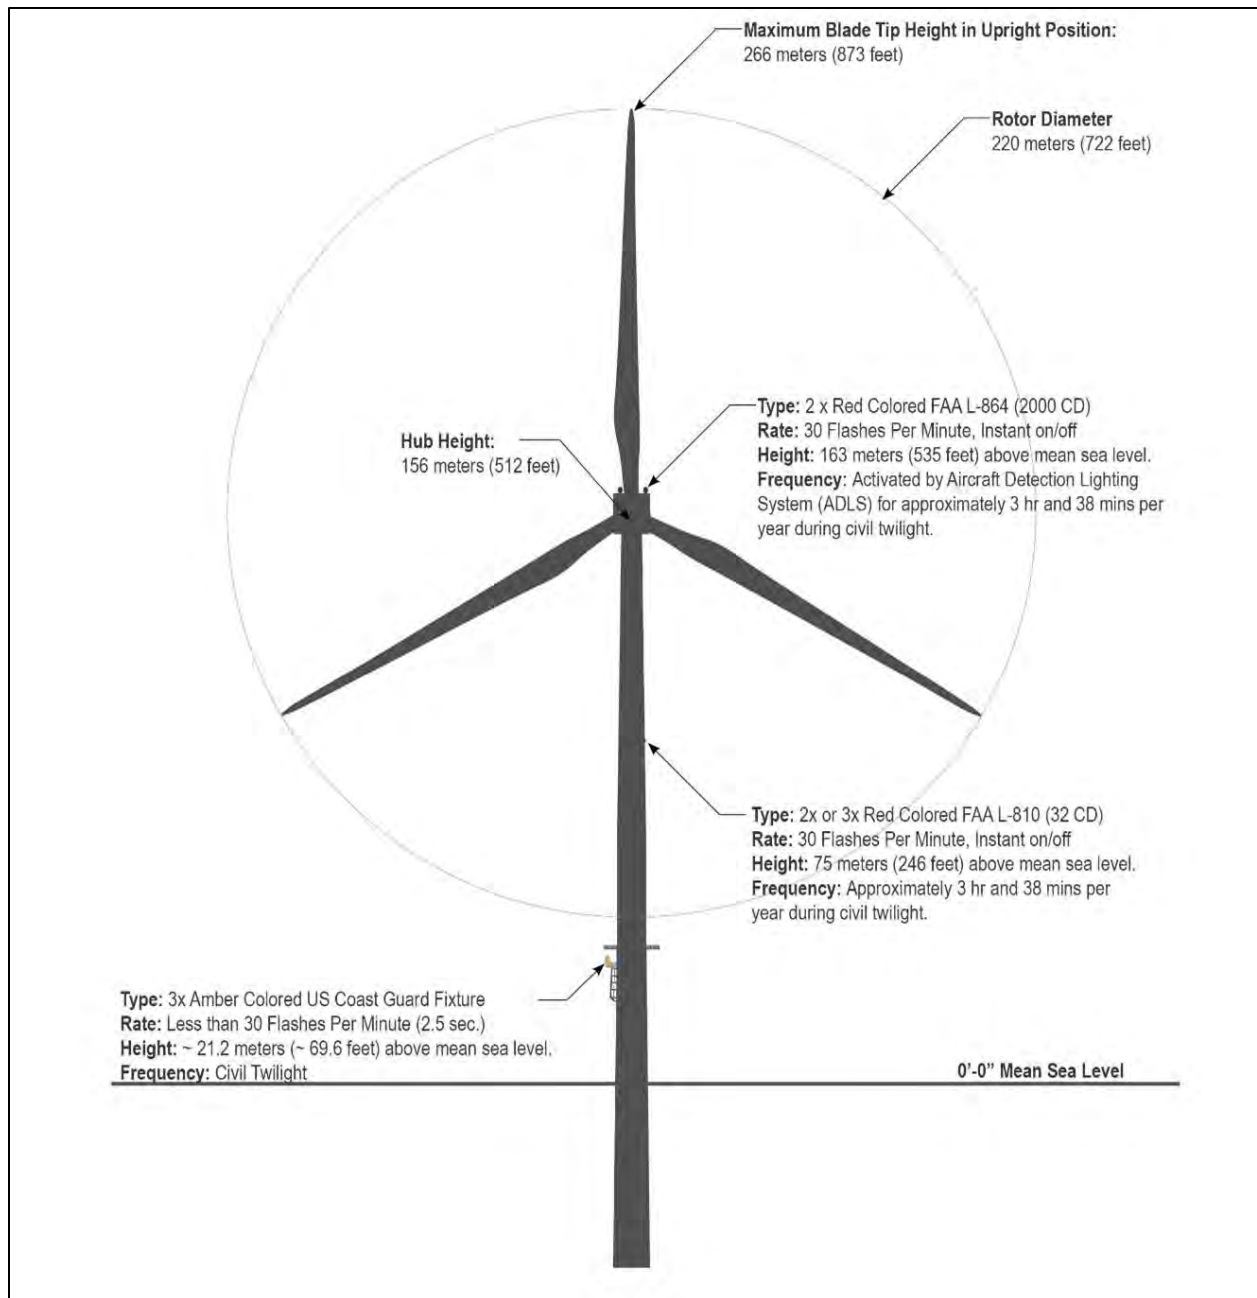 Maximum Blade Tip Height in Upright Position:
266 meters (873 feet)
Rotor Diameter
220 meters (722 feet)
Type: 2 x Red Colored FAA L-864 (2000 CD)
Rate: 30 Flashes Per Minute, Instant on/off
Height: 163 meters (535 feet) above mean sea level.
Frequency: Activated by Aircraft Detection Lighting
System (ADLS) for approximately 3 hr and 38 mins per
year during civil twilight.
Hub Height:
156 meters (512 feet)
Type: 2x or 3x Red Colored FAA L-810 (32 CD)
Rate: 30 Flashes Per Minute, Instant on/off
Height: 75 meters (246 feet) above mean sea level.
Frequency: Approximately 3 hr and 38 mins per
year during civil twilight.
Type: 3x Amber Colored US Coast Guard Fixture
Rate: Less than 30 Flashes Per Minute (2.5 sec.)
Height: ~ 21.2 meters (~ 69.6 feet) above mean sea level.
Frequency: Civil Twilight
0'-0" Mean Sea Level